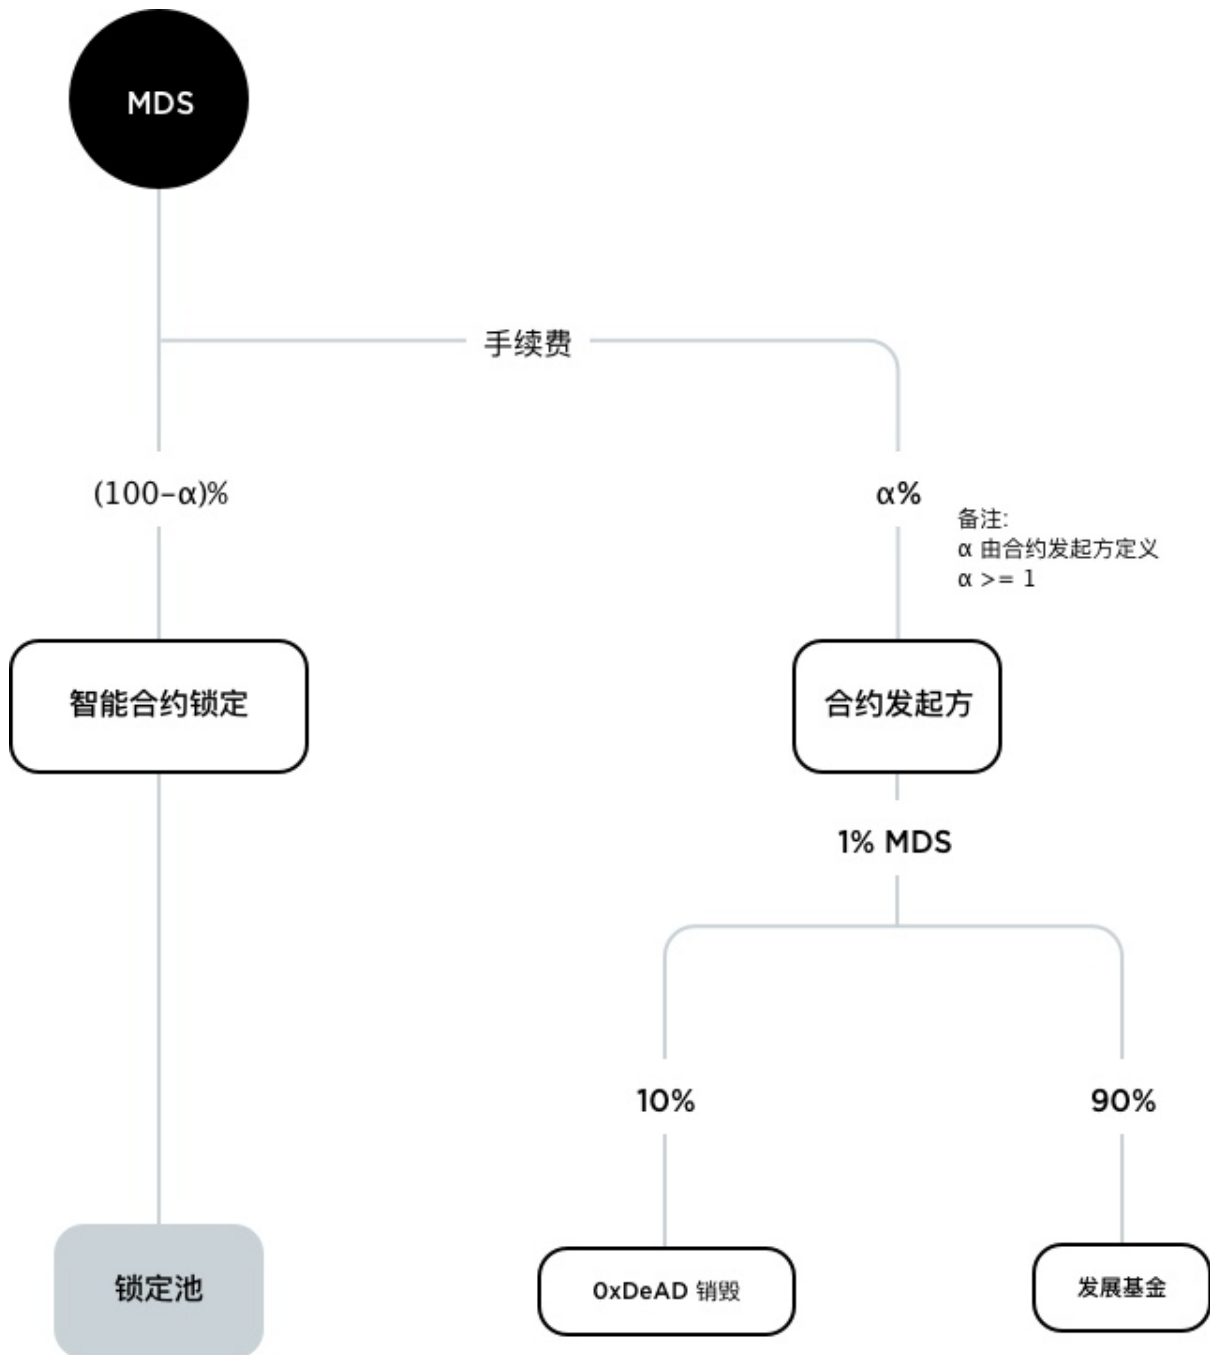 MDS
手续费
(100-α)%
α%
备注:
α 由合约发起方定义
α >= 1
智能合约锁定
合约发起方
1% MDS
10%
90%
锁定池
0xDeAD 销毁
发展基金